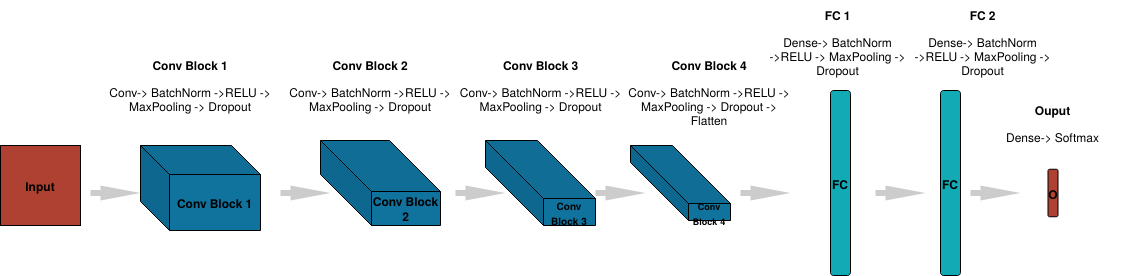 FC 1
FC 2
Dense-> BatchNorm
->RELU -> MaxPooling ->
Dropout
Dense-> BatchNorm
->RELU -> MaxPooling ->
Dropout
Conv Block 1
Conv Block 2
Conv Block 3
Conv Block 4
Conv-> BatchNorm ->RELU ->
MaxPooling -> Dropout
Conv-> BatchNorm ->RELU ->
MaxPooling -> Dropout
Conv-> BatchNorm ->RELU ->
MaxPooling -> Dropout
Conv-> BatchNorm ->RELU ->
MaxPooling -> Dropout ->
Flatten
Ouput
Dense-> Softmax
Input
Conv Block 1
Conv Block
2
Conv
Block 3
Conv
Block 4
FC
FC
O